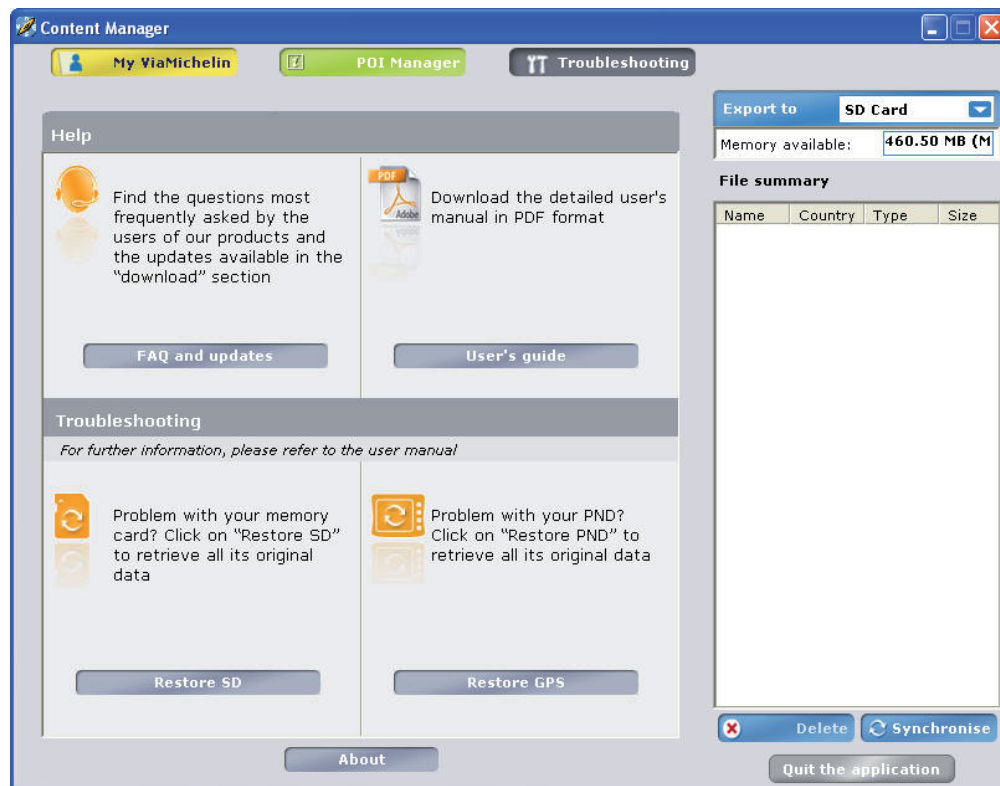 Content Manager
My ViaMichelin
POI Manager
Troubleshooting
Help
Find the questions most
frequently asked by the
users of our products and
the updates available in the
"download" section
FAQ and updates
PDF
Adobe
Download the detailed user's
manual in PDF format
User's guide
Troubleshooting
For further information, please refer to the user manual
Problem with your memory
card? Click on "Restore SD"
to retrieve all its original
data
Restore SD
Problem with your PND?
Click on "Restore PND" to
retrieve all its original data
Restore GPS
About
Export to SD Card
Memory available: 460.50 MB (M
File summary
Name Country Type Size
Delete Synchronise
Quit the application